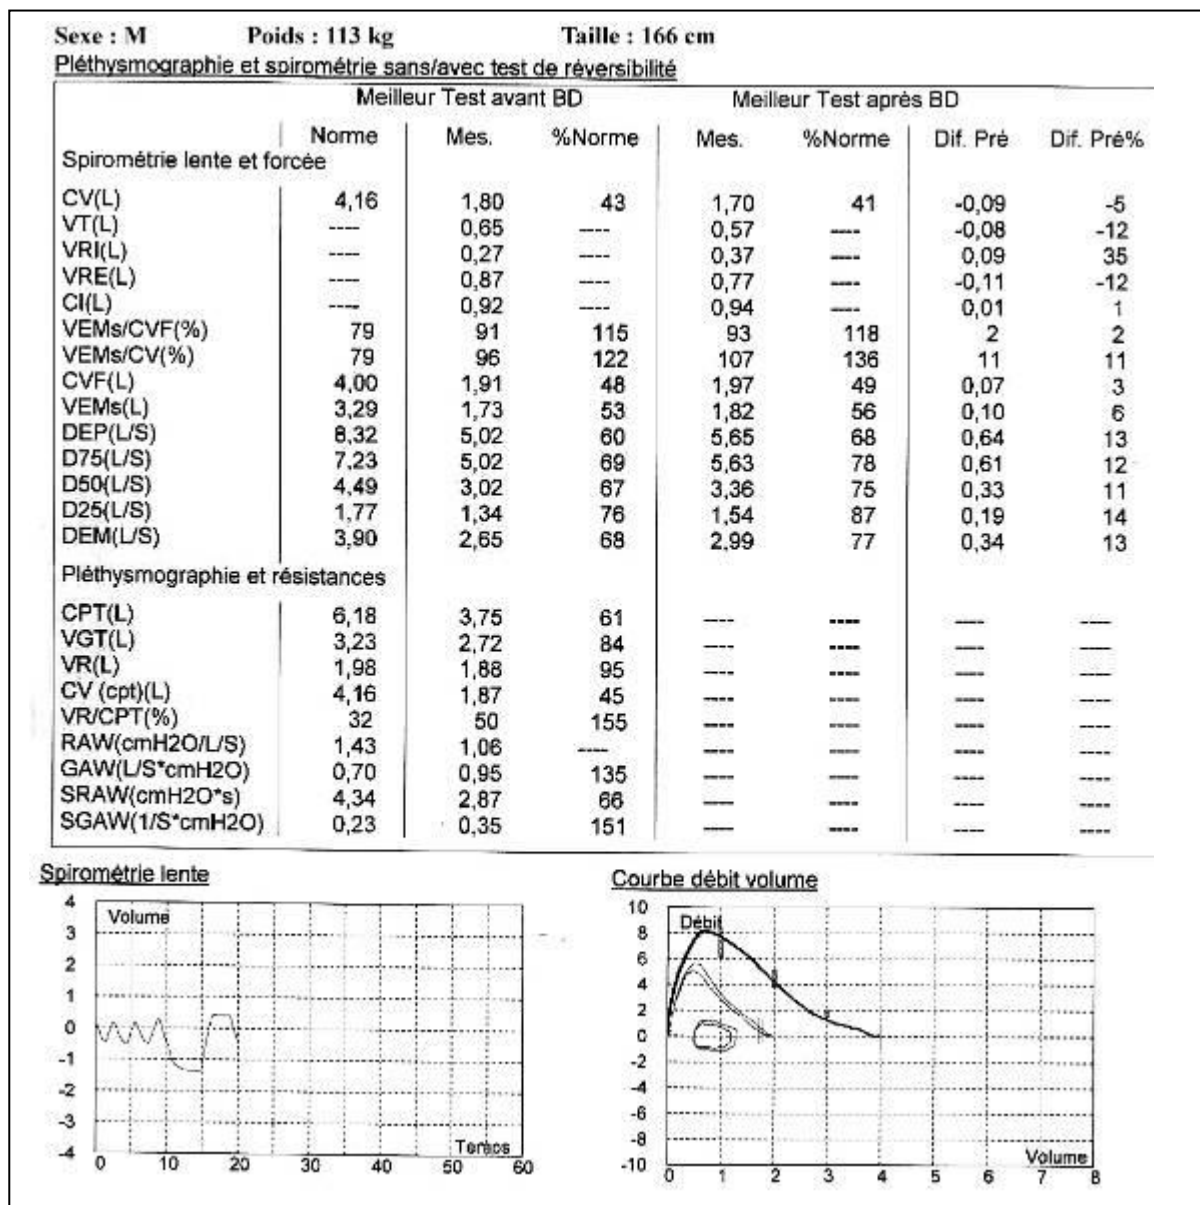 Sexe : M Poids : 113 kg Taille : 166 cm
Pléthysmographie et spirométrie sans/avec test de réversibilité
Meilleur Test avant BD Meilleur Test après BD
Norme Mes. %Norme Mes. %Norme Dif. Pré Dif. Pré%
Spirométrie lente et forcée
CV(L) 4,16 1,80 43 1,70 41 -0,09 -5
VT(L) ---- 0,65 ---- 0,57 ---- -0,08 -12
VRI(L) ---- 0,27 ---- 0,37 ---- 0,09 35
VRE(L) ---- 0,87 ---- 0,77 ---- -0,11 -12
CI(L) ---- 0,92 ---- 0,94 ---- 0,01 1
VEMs/CVF(%) 79 91 115 93 118 2 2
VEMs/CV(%) 79 96 122 107 136 11 11
CVF(L) 4,00 1,91 48 1,97 49 0,07 3
VEMs(L) 3,29 1,73 53 1,82 56 0,10 6
DEP(L/S) 8,32 5,02 60 5,65 68 0,64 13
D75(L/S) 7,23 5,02 69 5,63 78 0,61 12
D50(L/S) 4,49 3,02 67 3,36 75 0,33 11
D25(L/S) 1,77 1,34 76 1,54 87 0,19 14
DEM(L/S) 3,90 2,65 68 2,99 77 0,34 13
Pléthysmographie et résistances
CPT(L) 6,18 3,75 61 ---- ---- ---- ----
VGT(L) 3,23 2,72 84 ---- ---- ---- ----
VR(L) 1,98 1,88 95 ---- ---- ---- ----
CV (cpt)(L) 4,16 1,87 45 ---- ---- ---- ----
VR/CPT(%) 32 50 155 ---- ---- ---- ----
RAW(cmH2O/L/S) 1,43 1,06 ---- ---- ---- ---- ----
GAW(L/S*cmH2O) 0,70 0,95 135 ---- ---- ---- ----
SRAW(cmH2O*s) 4,34 2,87 66 ---- ---- ---- ----
SGAW(1/S*cmH2O) 0,23 0,35 151 ---- ---- ---- ----
Spirométrie lente
Volume
4
3
2
1
0
-1
-2
-3
-4
Temps
0 10 20 30 40 50 60
Courbe débit volume
Débit
10
8
6
4
2
0
-2
-4
-6
-8
-10
Volume
0 1 2 3 4 5 6 7 8